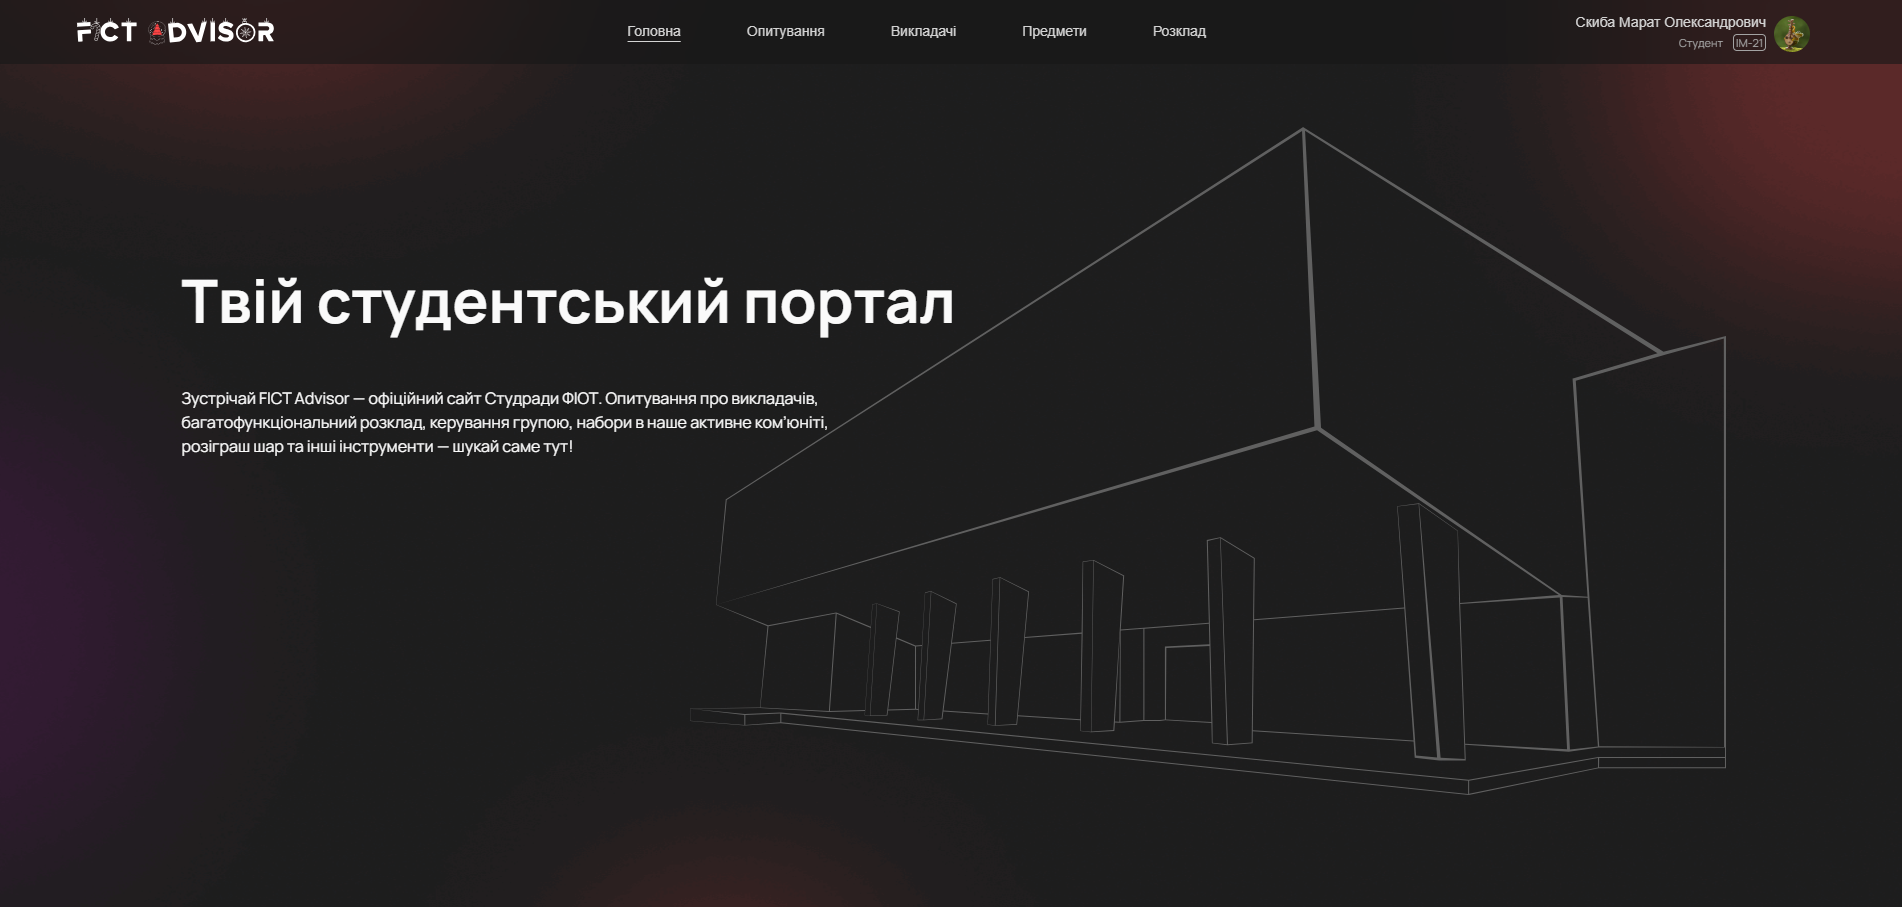 FICT ADVISOR
Головна
Опитування
Викладачі
Предмети
Розклад
Скиба Марат Олександрович
Студент ІМ-21
Твій студентський портал
Зустрічай FICT Advisor — офіційний сайт Студради ФІОТ. Опитування про викладачів,
багатофункціональний розклад, керування групою, набори в наше активне ком’юніті,
розіграш шар та інші інструменти — шукай саме тут!